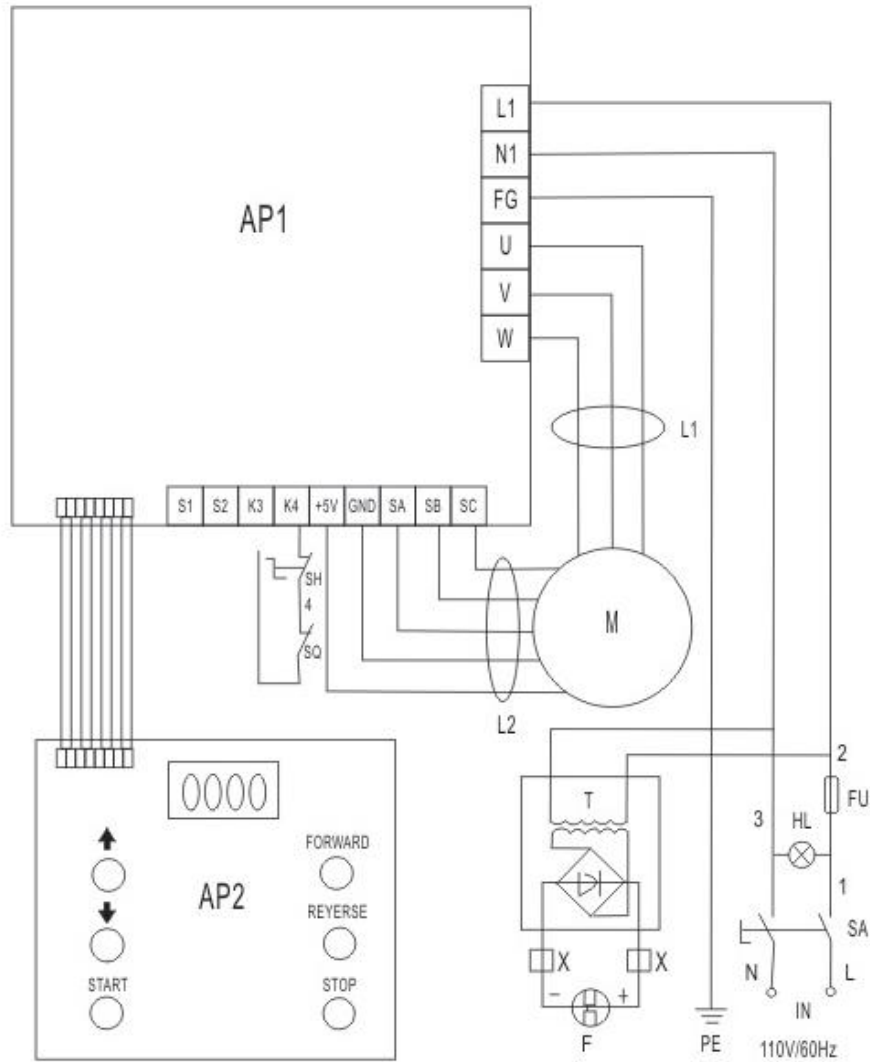 L1
N1
FG
U
V
W
AP1
L1
S1 S2 K3 K4 +5V GND SA SB SC
SH
4
SQ
M
L2
0000
FORWARD
AP2
REYERSE
START
STOP
T
2
FU
3
HL
1
SA
X
X
N
L
− +
F
IN
PE
110V/60Hz